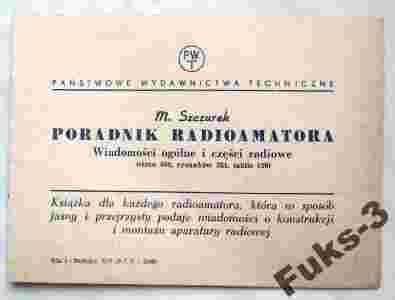 PW
T
PAŃSTWOWE WYDAWNICTWA TECHNICZNE
M. Szczurek
PORADNIK RADIOAMATORA
Wiadomości ogólne i części radiowe
Książka dla każdego radioamatora, która w sposób
jasny i przejrzysty podaje wiadomości o konstrukcji
i montażu aparatury radiowej
Fuks-3